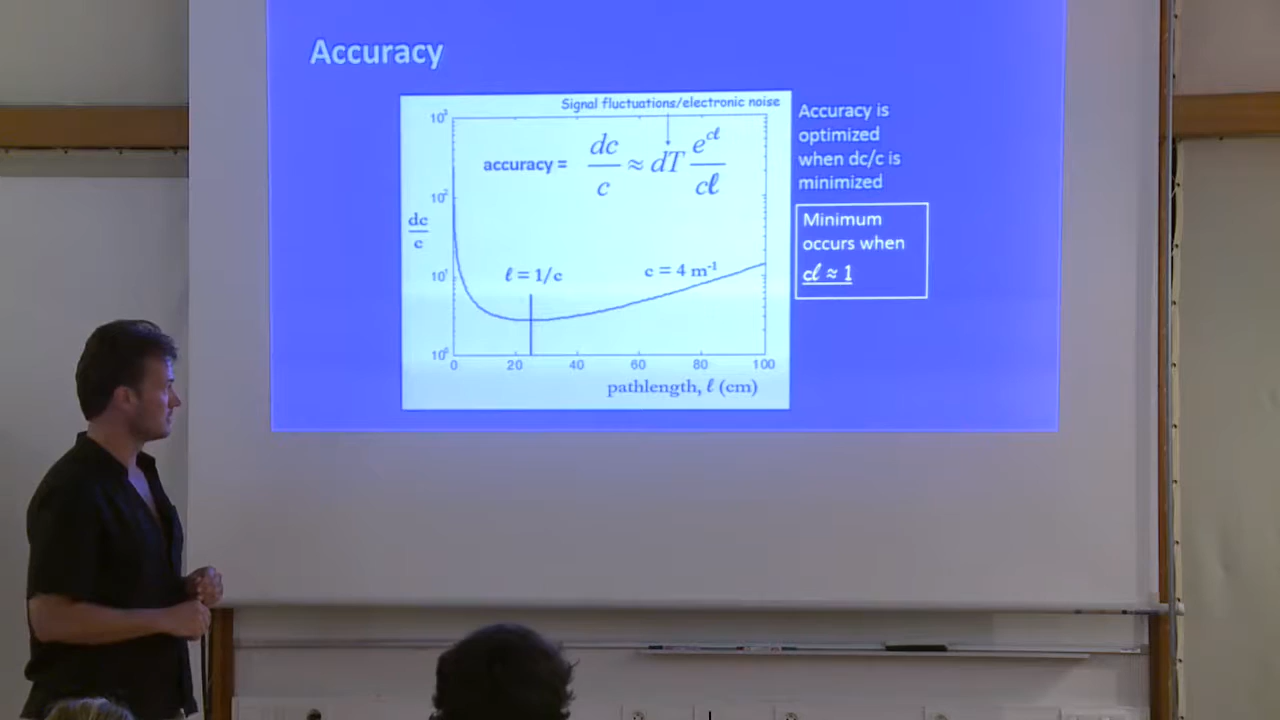 Accuracy
Signal fluctuations/electronic noise
accuracy = dc/c ≈ dT e^cℓ/cℓ
10³
10²
10¹
10⁰
dc
c
ℓ = 1/c
c = 4 m⁻¹
0 20 40 60 80 100
pathlength, ℓ (cm)
Accuracy is
optimized
when dc/c is
minimized
Minimum
occurs when
cℓ ≈ 1